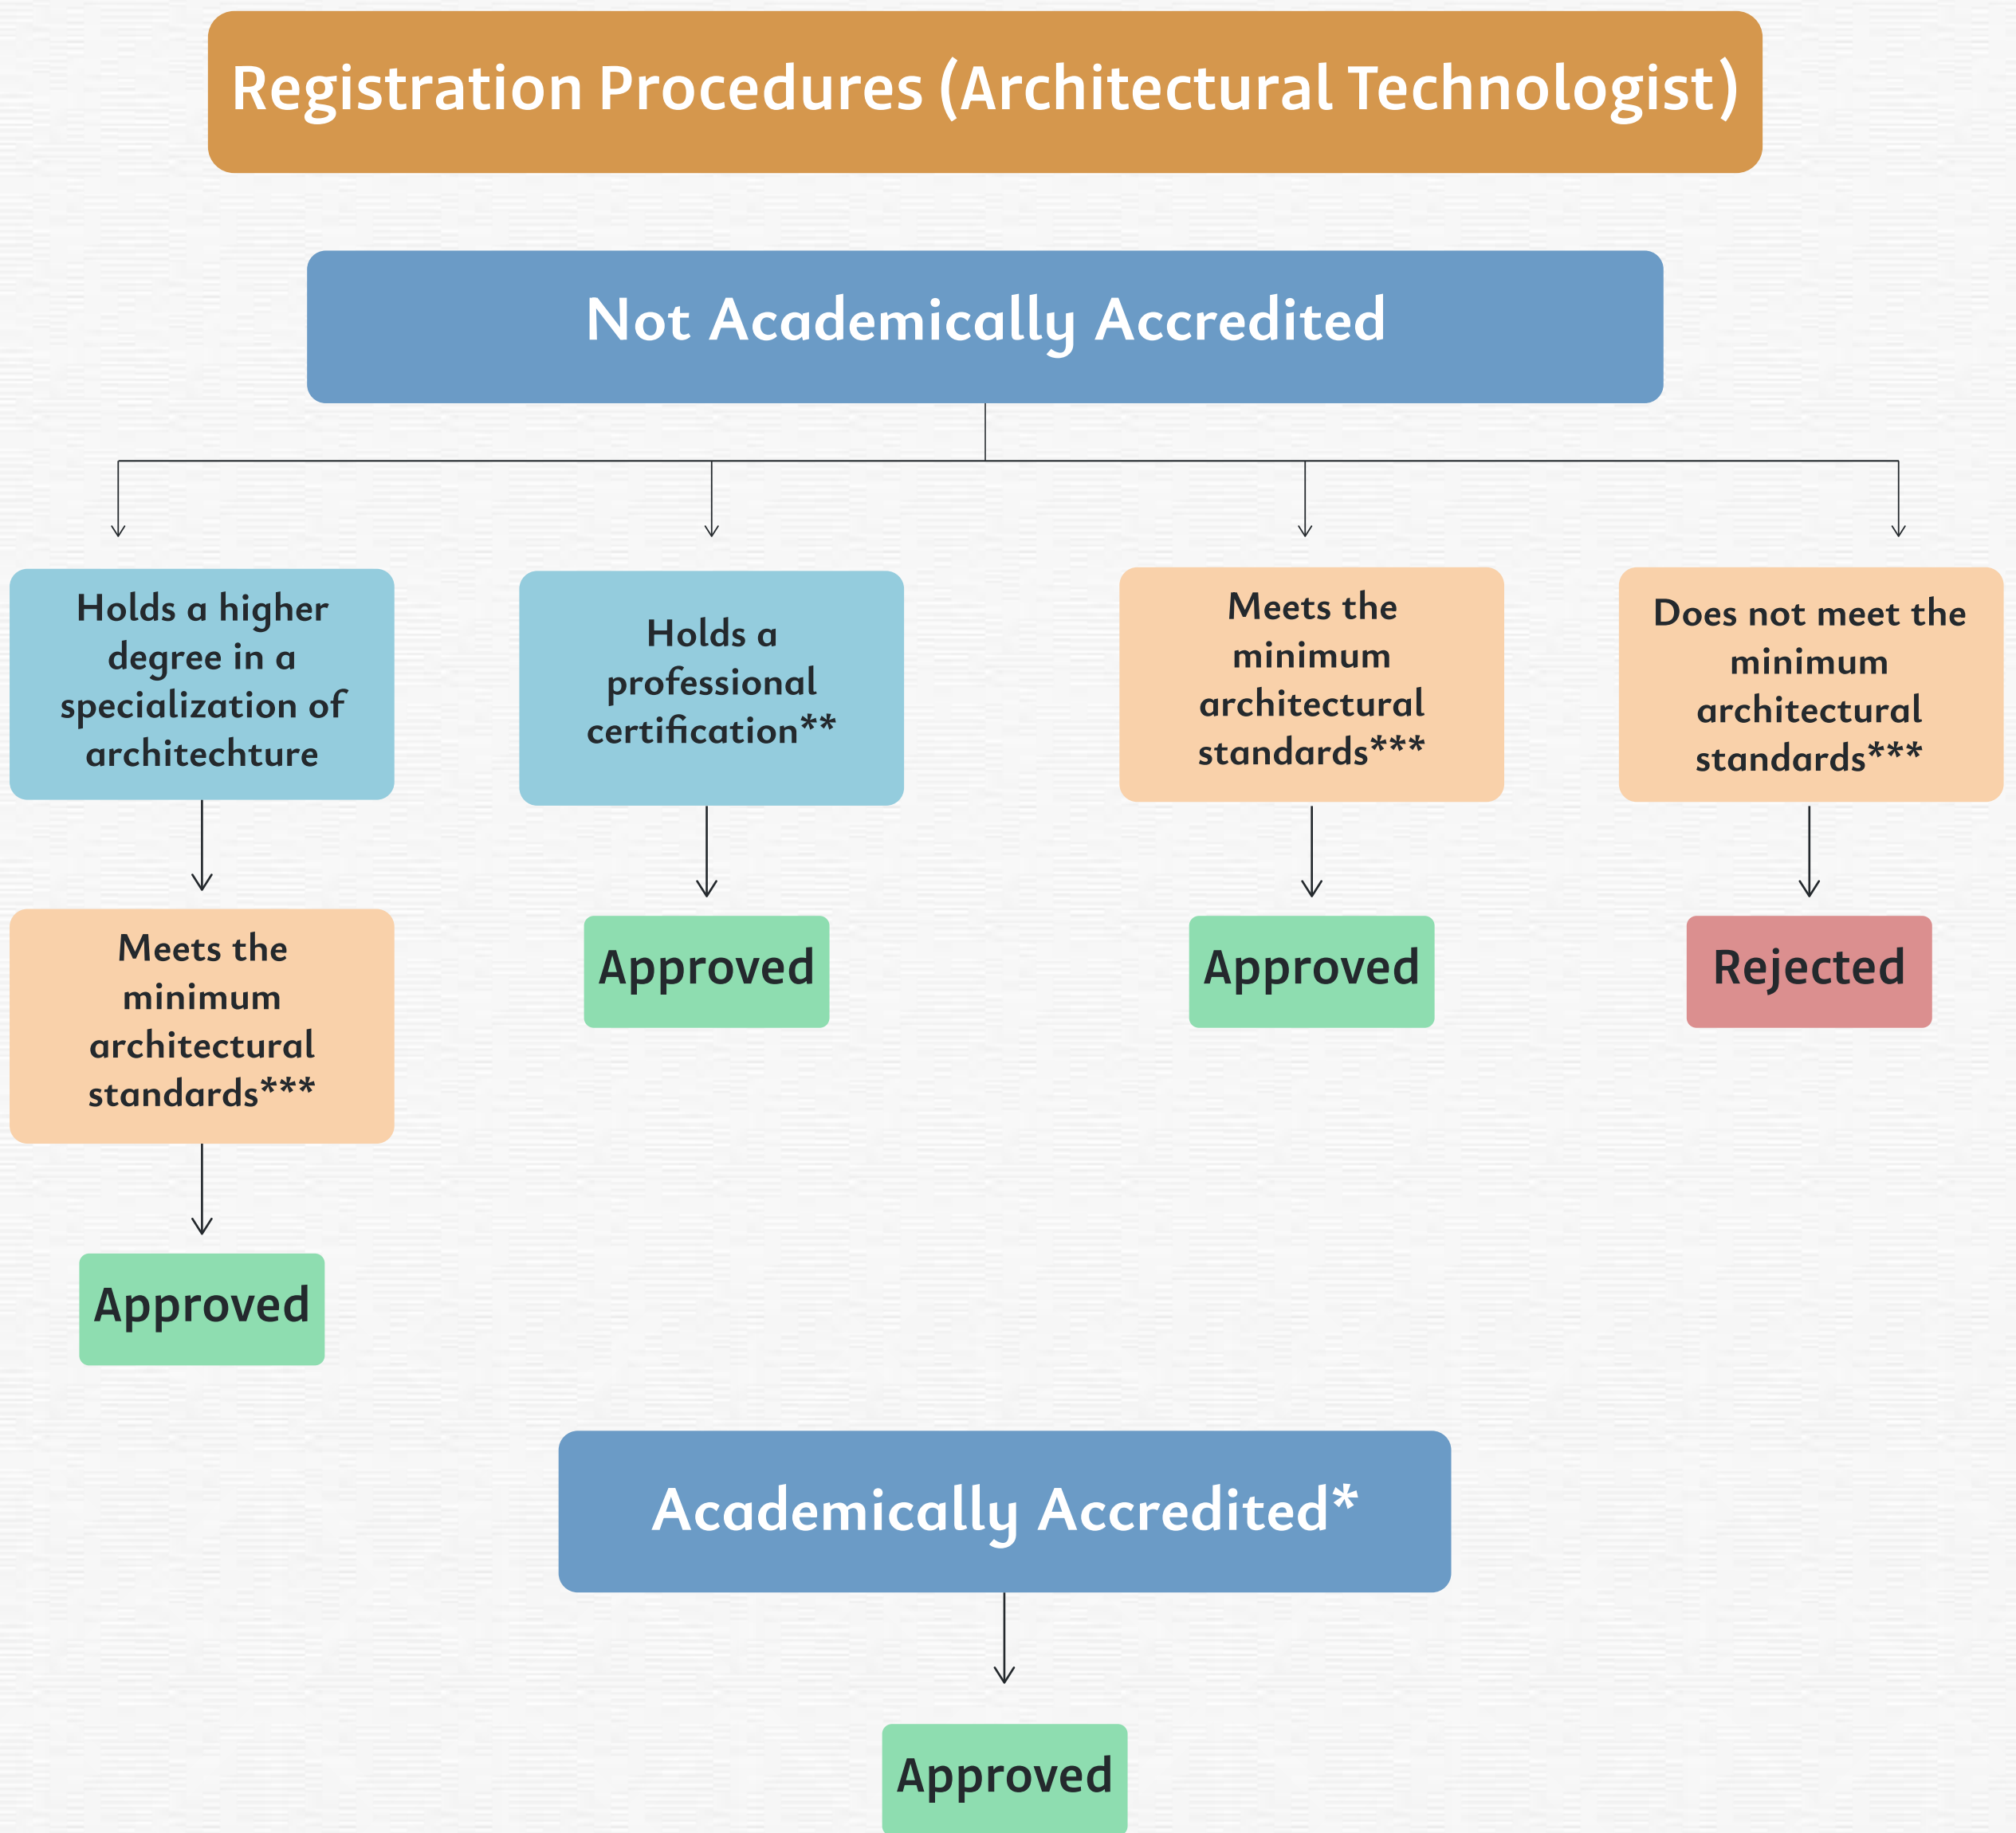 Registration Procedures (Architectural Technologist)
Not Academically Accredited
Holds a higher
degree in a
specialization of
architechture
Holds a
professional
certification**
Meets the
minimum
architectural
standards***
Does not meet the
minimum
architectural
standards***
Meets the
minimum
architectural
standards***
Approved
Approved
Rejected
Approved
Academically Accredited*
Approved